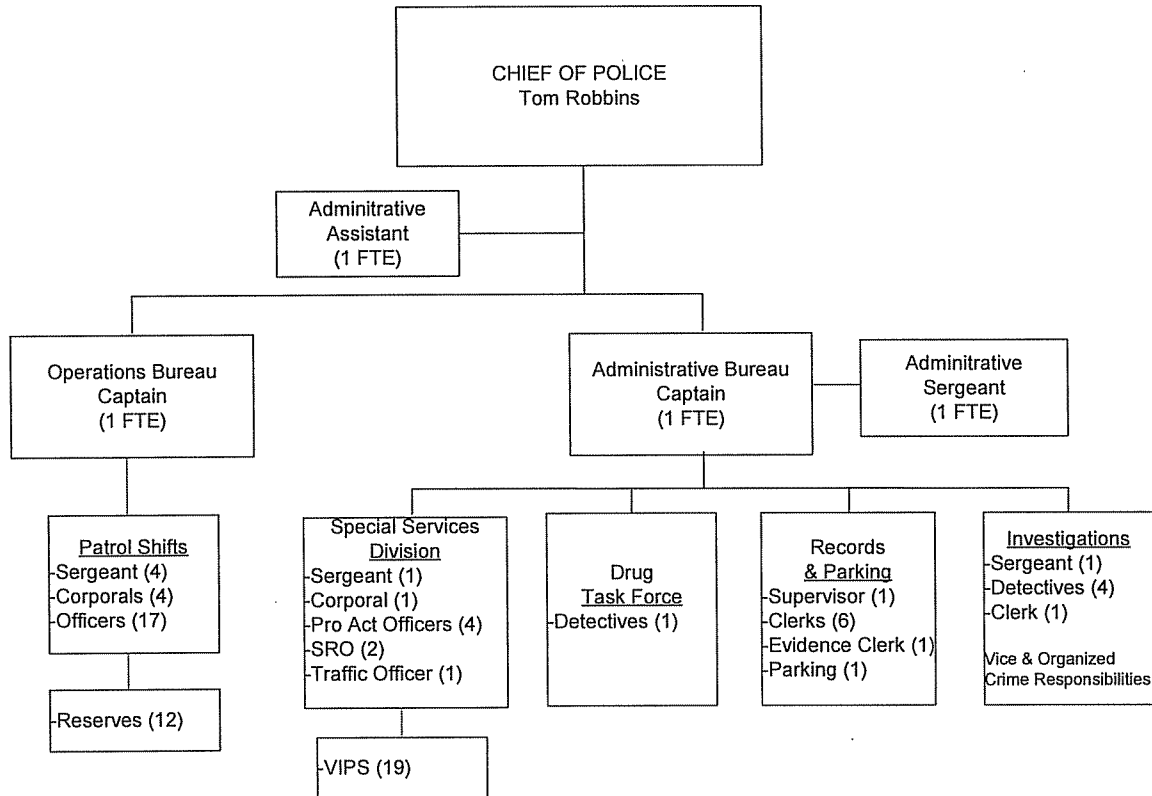 CHIEF OF POLICE
Tom Robbins
Adminitrative
Assistant
(1 FTE)
Operations Bureau
Captain
(1 FTE)
Administrative Bureau
Captain
(1 FTE)
Adminitrative
Sergeant
(1 FTE)
Patrol Shifts
-Sergeant (4)
-Corporals (4)
-Officers (17)
-Reserves (12)
Special Services
Division
-Sergeant (1)
-Corporal (1)
-Pro Act Officers (4)
-SRO (2)
-Traffic Officer (1)
-VIPS (19)
Drug
Task Force
-Detectives (1)
Records
& Parking
-Supervisor (1)
-Clerks (6)
-Evidence Clerk (1)
-Parking (1)
Investigations
-Sergeant (1)
-Detectives (4)
-Clerk (1)
Vice & Organized
Crime Responsibilities